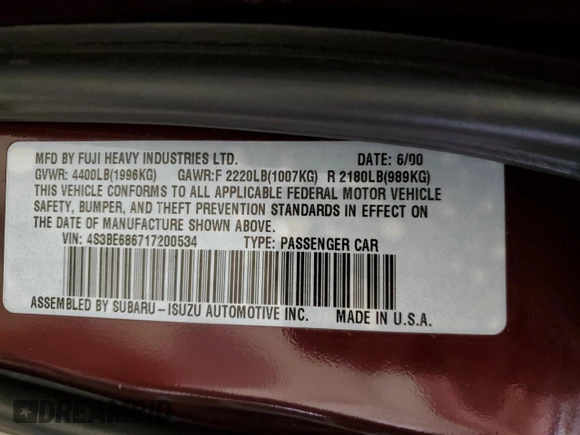 MFD BY FUJI HEAVY INDUSTRIES LTD. DATE: 6/00
GVWR: 4400LB(1996KG) GAWR:F 2220LB(1007KG) R 2180LB(989KG)
THIS VEHICLE CONFORMS TO ALL APPLICABLE FEDERAL MOTOR VEHICLE
SAFETY, BUMPER, AND THEFT PREVENTION STANDARDS IN EFFECT ON
THE DATE OF MANUFACTURE SHOWN ABOVE.
VIN: 4S3BE686717200534 TYPE: PASSENGER CAR
ASSEMBLED BY SUBARU-ISUZU AUTOMOTIVE INC. MADE IN U.S.A.
DREAMBID